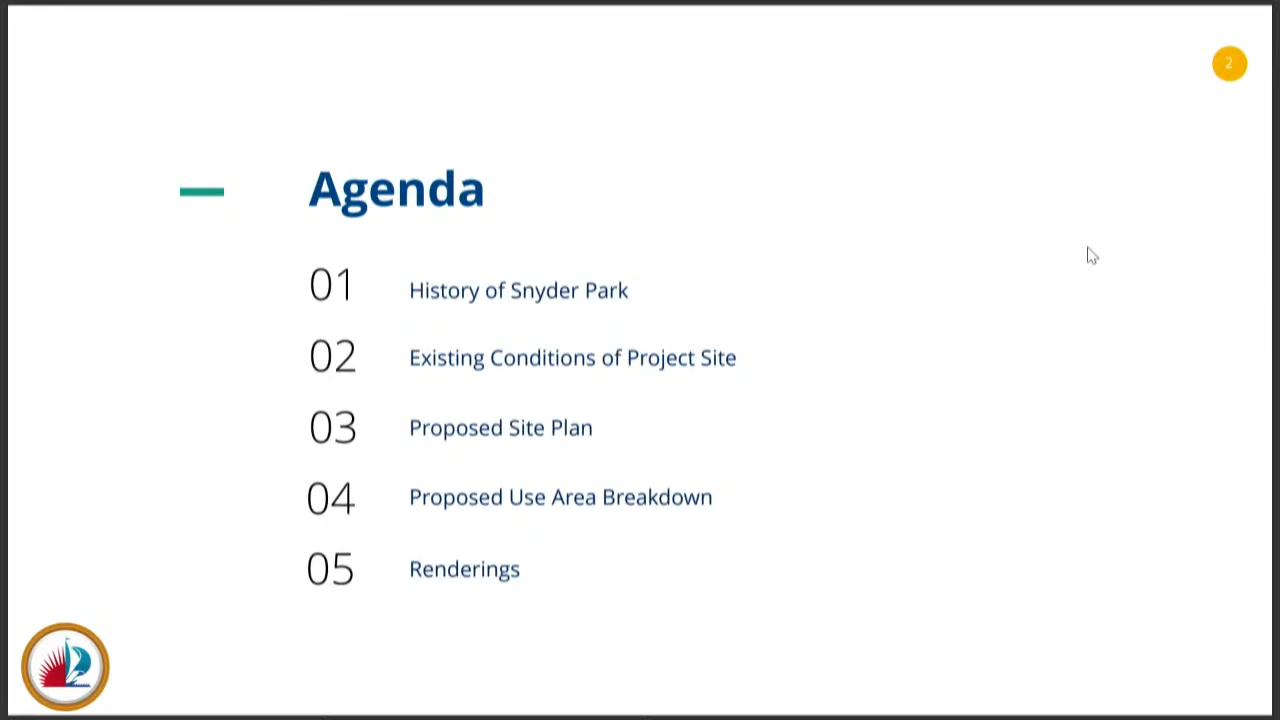 2
Agenda
01 History of Snyder Park
02 Existing Conditions of Project Site
03 Proposed Site Plan
04 Proposed Use Area Breakdown
05 Renderings